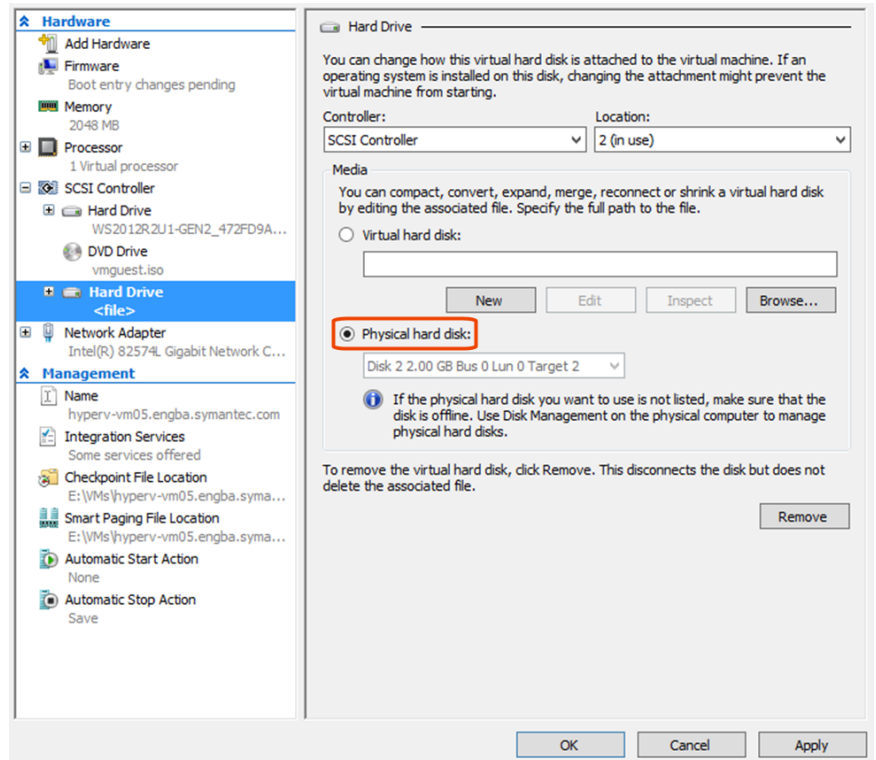 Hardware
Add Hardware
Firmware
Boot entry changes pending
Memory
2048 MB
Processor
1 Virtual processor
SCSI Controller
Hard Drive
WS2012R2U1-GEN2_472FD9A...
DVD Drive
vmguest.iso
Hard Drive
<file>
Network Adapter
Intel(R) 82574L Gigabit Network C...
Management
Name
hyperv-vm05.engba.symantec.com
Integration Services
Some services offered
Checkpoint File Location
E:\VMs\hyperv-vm05.engba.syma...
Smart Paging File Location
E:\VMs\hyperv-vm05.engba.syma...
Automatic Start Action
None
Automatic Stop Action
Save
Hard Drive
You can change how this virtual hard disk is attached to the virtual machine. If an
operating system is installed on this disk, changing the attachment might prevent the
virtual machine from starting.
Controller: Location:
SCSI Controller 2 (in use)
Media
You can compact, convert, expand, merge, reconnect or shrink a virtual hard disk
by editing the associated file. Specify the full path to the file.
Virtual hard disk:
New Edit Inspect Browse...
Physical hard disk:
Disk 2 2.00 GB Bus 0 Lun 0 Target 2
If the physical hard disk you want to use is not listed, make sure that the
disk is offline. Use Disk Management on the physical computer to manage
physical hard disks.
To remove the virtual hard disk, click Remove. This disconnects the disk but does not
delete the associated file.
Remove
OK Cancel Apply